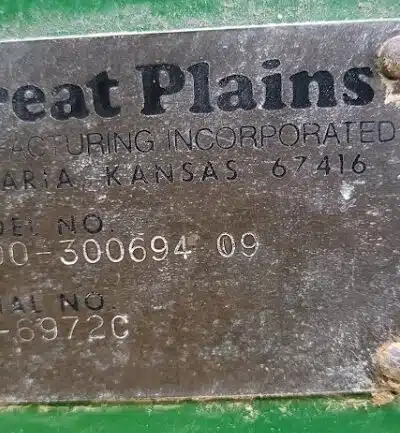 reat Plains
FACTURING INCORPORATED
ARIA, KANSAS 67416
DEL NO.
00-300694 09
IAL NO.
-6972C